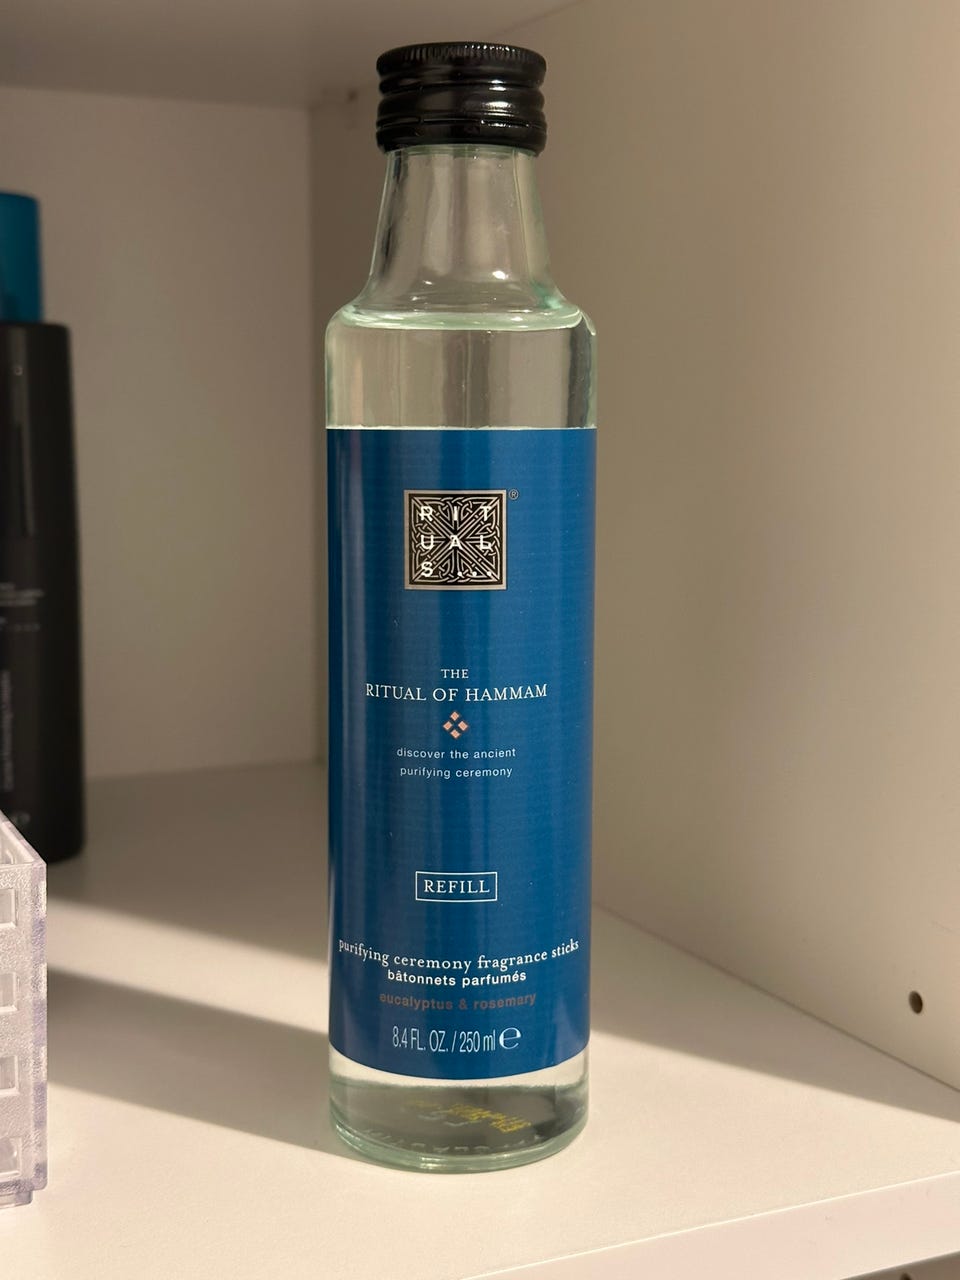 RIT
UAL
S...
®
THE
RITUAL OF HAMMAM
discover the ancient
purifying ceremony
REFILL
purifying ceremony fragrance sticks
bâtonnets parfumés
eucalyptus & rosemary
8.4 FL. OZ. / 250 ml ℮